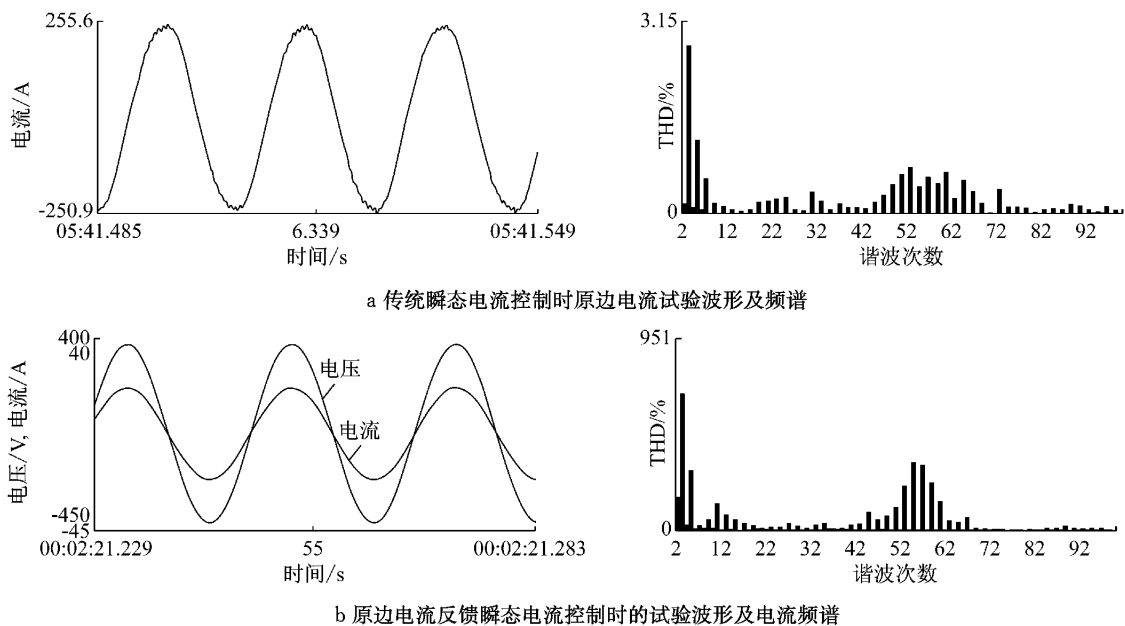 255.6
电流/A
-250.9
05:41.485
6.339
05:41.549
时间/s
3.15
THD/%
0
2 12 22 32 42 52 62 72 82 92
谐波次数
a 传统瞬态电流控制时原边电流试验波形及频谱
400
40
电压/V, 电流/A
电压
电流
-450
-45
00:02:21.229
55
00:02:21.283
时间/s
951
THD/%
0
2 12 22 32 42 52 62 72 82 92
谐波次数
b 原边电流反馈瞬态电流控制时的试验波形及电流频谱